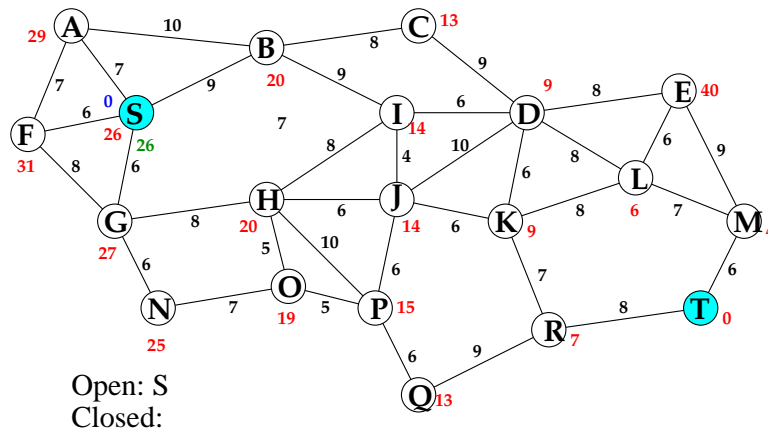 A 10 B 8 C 13
29 7 20 9
7 7 9 9 9 8 E 40
0 S 7 I 6 D
6 26 26 14 6 9
F 8 4 10 8 L
31 8 6 6 7
H 6 J K 8 6 M
G 8 20 14 6 9
27 5 10 6 7 6
6 O P 15 8 T 0
N 7 19 5 R 7
25 6 9
Q 13
Open: S
Closed: